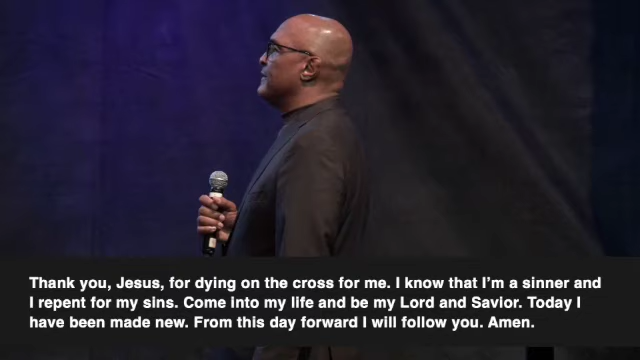 Thank you, Jesus, for dying on the cross for me. I know that I'm a sinner and
I repent for my sins. Come into my life and be my Lord and Savior. Today I
have been made new. From this day forward I will follow you. Amen.